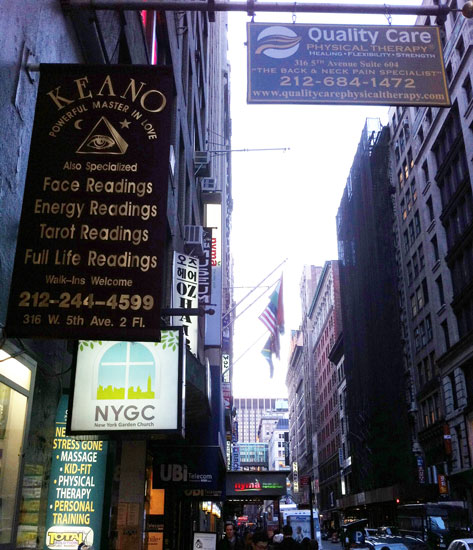 KEANO
POWERFUL MASTER IN LOVE
Also Specialized
Face Readings
Energy Readings
Tarot Readings
Full Life Readings
Walk-Ins Welcome
212-244-4599
316 W. 5th Ave. 2 Fl.
Quality Care
PHYSICAL THERAPY
HEALING•FLEXIBILITY•STRENGTH
316 5TH Avenue Suite 604
"THE BACK & NECK PAIN SPECIALIST"
212-684-1472
www.qualitycarephysicaltherapy.com
NYGC
New York Garden Church
STRESS GONE
• MASSAGE
• KID-FIT
• PHYSICAL
THERAPY
• PERSONAL
TRAINING
TOTAL
UBi Telecom